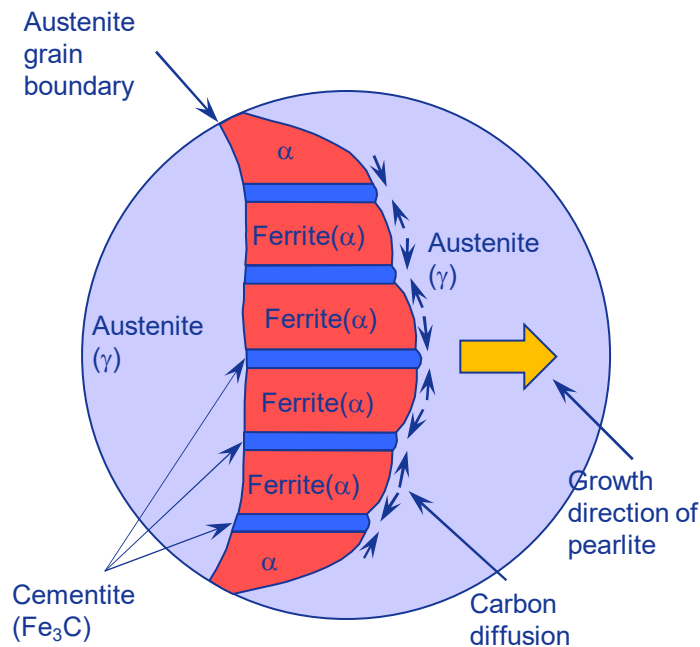 Austenite
grain
boundary
α
Ferrite(α)
Austenite
(γ)
Ferrite(α)
Austenite
(γ)
Ferrite(α)
Ferrite(α)
α
Growth
direction of
pearlite
Cementite
(Fe₃C)
Carbon
diffusion